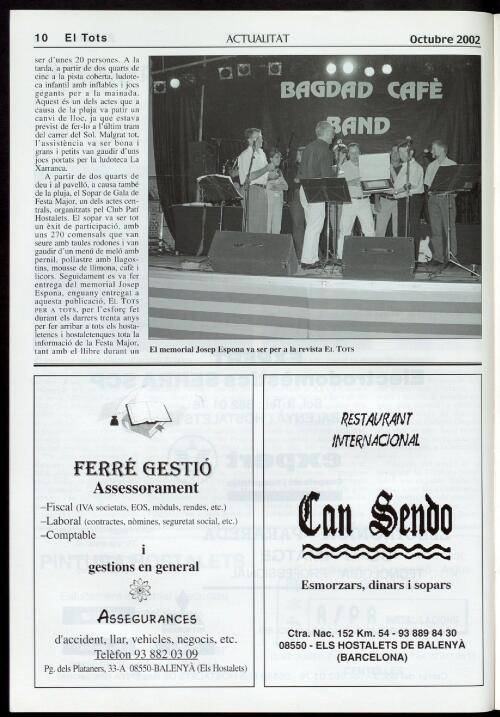 10 El Tots
ACTUALITAT
Octubre 2002
ser d'unes 20 persones. A la
tarda, a partir de dos quarts de
cinc a la pista coberta, ludote-
ca infantil amb inflables i jocs
gegants per a la mainada.
Aquest és un dels actes que a
causa de la pluja va patir un
canvi de lloc, ja que estava
previst de fer-lo a l'últim tram
del carrer del Sol. Malgrat tot,
l'assistència va ser bona i
grans i petits van gaudir d'uns
jocs portats per la ludoteca La
Xarranca.
A partir de dos quarts de
deu i al pavelló, a causa també
de la pluja, el Sopar de Gala de
Festa Major, un dels actes cen-
trals, organitzats pel Club Patí
Hostalets. El sopar va ser tot
un èxit de participació, amb
uns 270 comensals que van
seure amb taules rodones i van
gaudir d'un menú de meló amb
pernil, pollastre amb llagos-
tins, mousse de llimona, cafè i
licors. Seguidament es va fer
entrega del memorial Josep
Espona, enguany entregat a
aquesta publicació, EL TOTS
PER A TOTS, per l'esforç fet
durant els darrers trenta anys
per fer arribar a tots els hosta-
letencs i hostaletenques tota la
informació de la Festa Major,
tant amb el llibre durant un
BAGDAD CAFÈ
BAND
El memorial Josep Espona va ser per a la revista EL TOTS
FERRÉ GESTIÓ
Assessorament
–Fiscal (IVA societats, EOS, mòduls, rendes, etc.)
–Laboral (contractes, nòmines, seguretat social, etc.)
–Comptable
i
gestions en general
ASSEGURANCES
d'accident, llar, vehicles, negocis, etc.
Telèfon 93 882 03 09
Pg. dels Plataners, 33-A 08550-BALENYÀ (Els Hostalets)
RESTAURANT
INTERNACIONAL
Can Sendo
Esmorzars, dinars i sopars
Ctra. Nac. 152 Km. 54 - 93 889 84 30
08550 - ELS HOSTALETS DE BALENYÀ
(BARCELONA)